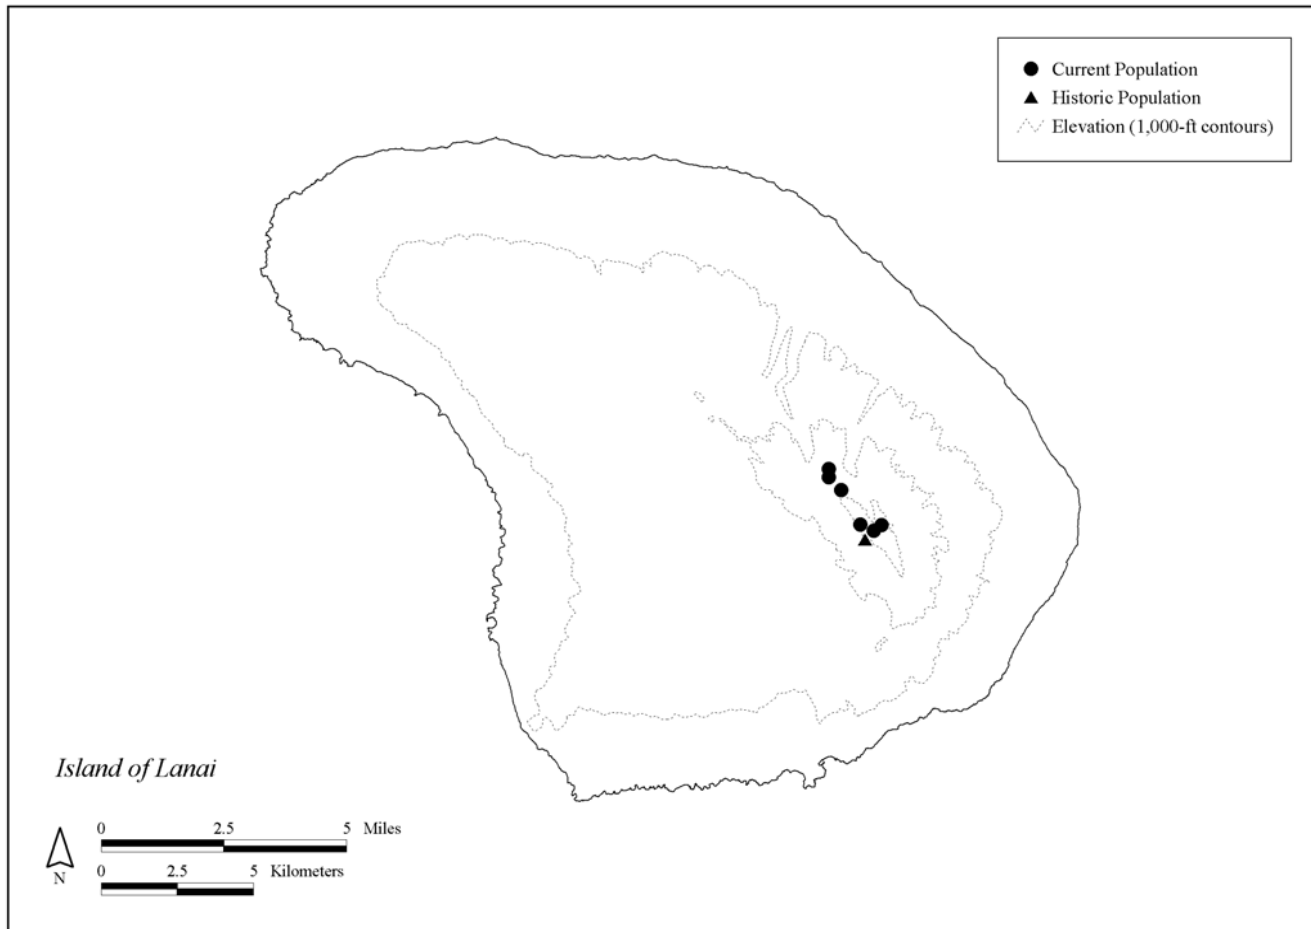 Current Population
Historic Population
Elevation (1,000-ft contours)
Island of Lanai
0 2.5 5 Miles
0 2.5 5 Kilometers
N